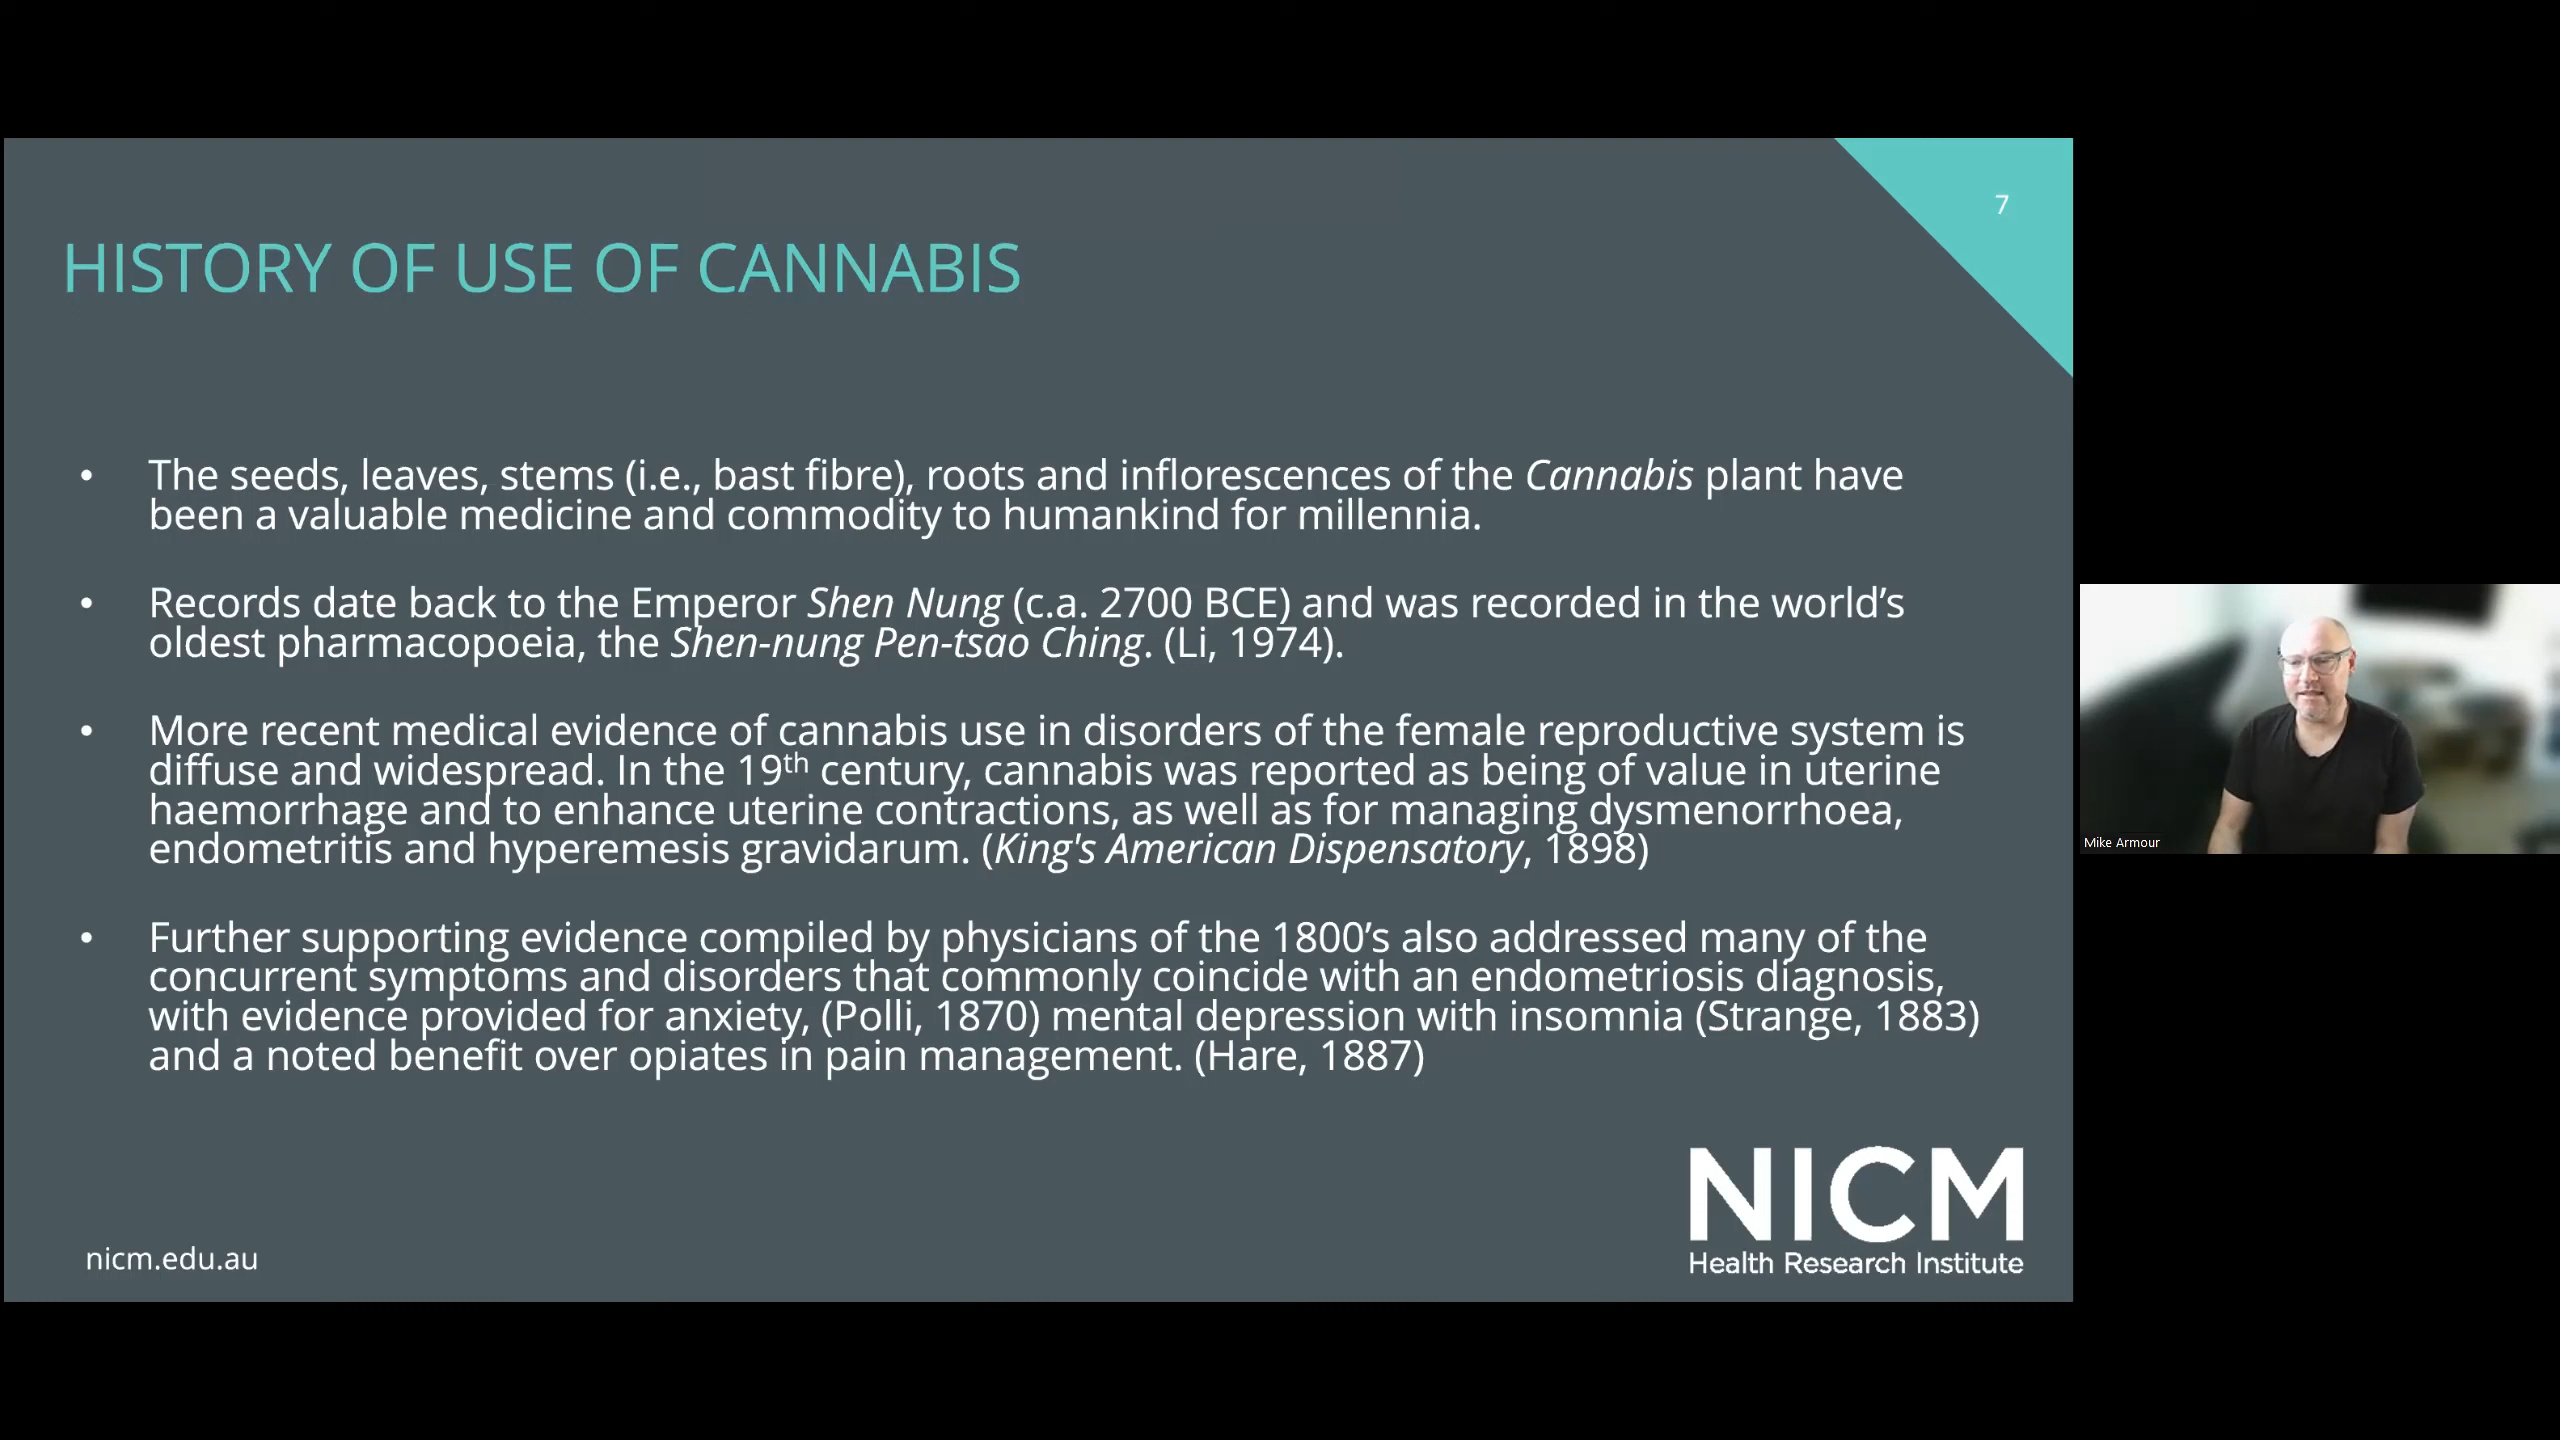 7
HISTORY OF USE OF CANNABIS
• The seeds, leaves, stems (i.e., bast fibre), roots and inflorescences of the Cannabis plant have
been a valuable medicine and commodity to humankind for millennia.
• Records date back to the Emperor Shen Nung (c.a. 2700 BCE) and was recorded in the world’s
oldest pharmacopoeia, the Shen-nung Pen-tsao Ching. (Li, 1974).
• More recent medical evidence of cannabis use in disorders of the female reproductive system is
diffuse and widespread. In the 19th century, cannabis was reported as being of value in uterine
haemorrhage and to enhance uterine contractions, as well as for managing dysmenorrhoea,
endometritis and hyperemesis gravidarum. (King's American Dispensatory, 1898)
• Further supporting evidence compiled by physicians of the 1800’s also addressed many of the
concurrent symptoms and disorders that commonly coincide with an endometriosis diagnosis,
with evidence provided for anxiety, (Polli, 1870) mental depression with insomnia (Strange, 1883)
and a noted benefit over opiates in pain management. (Hare, 1887)
nicm.edu.au
NICM
Health Research Institute
Mike Armour